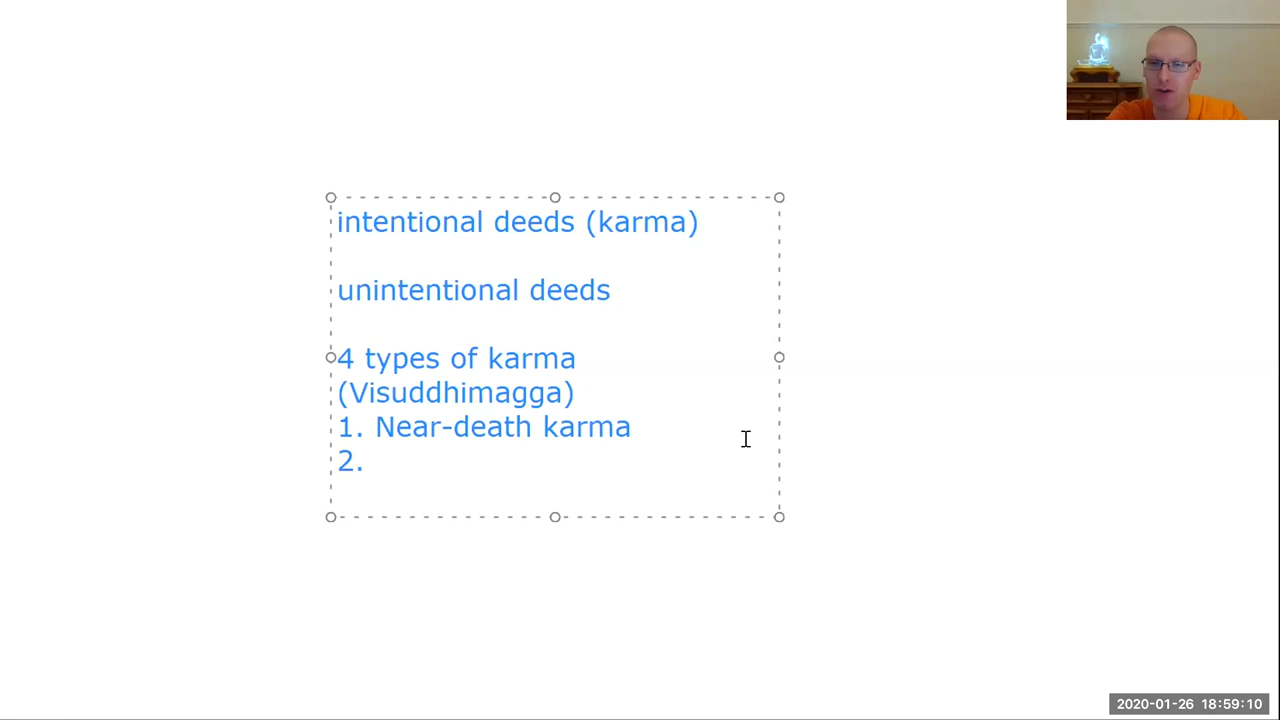 intentional deeds (karma)
unintentional deeds
4 types of karma
(Visuddhimagga)
1. Near-death karma
2.
2020-01-26 18:59:10